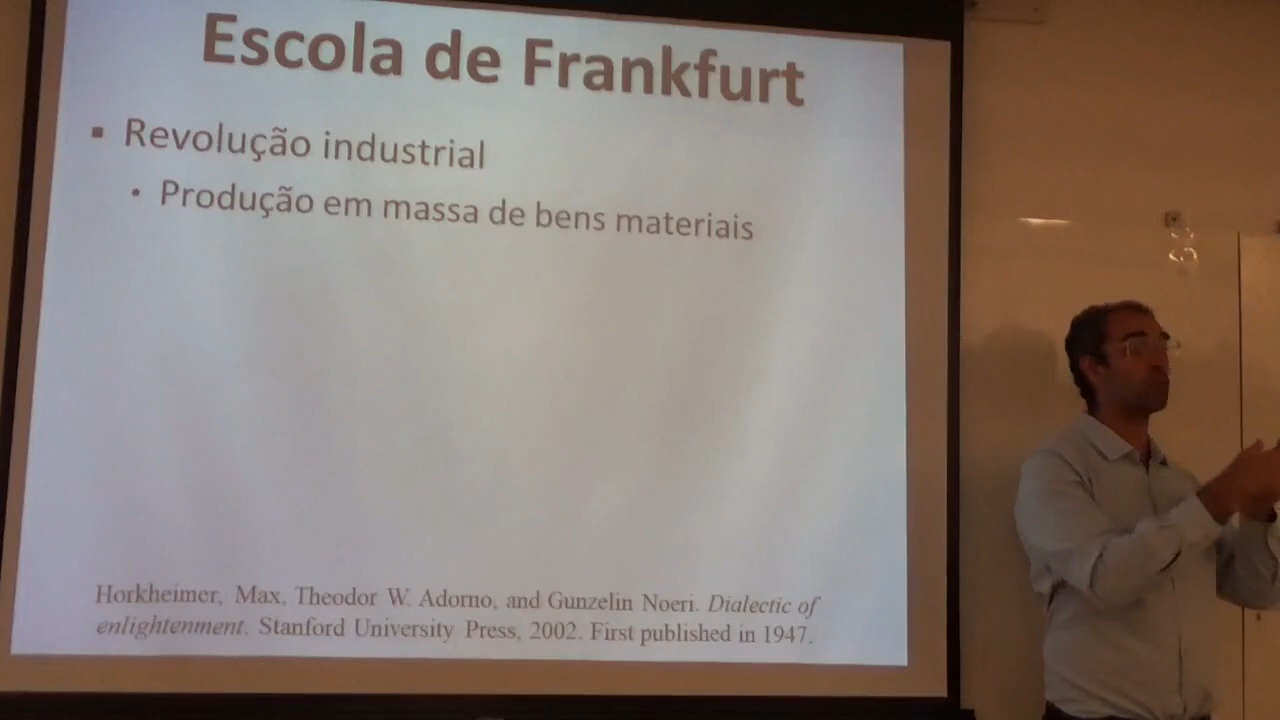 Escola de Frankfurt
▪ Revolução industrial
• Produção em massa de bens materiais
Horkheimer, Max, Theodor W. Adorno, and Gunzelin Noeri. Dialectic of
enlightenment. Stanford University Press, 2002. First published in 1947.